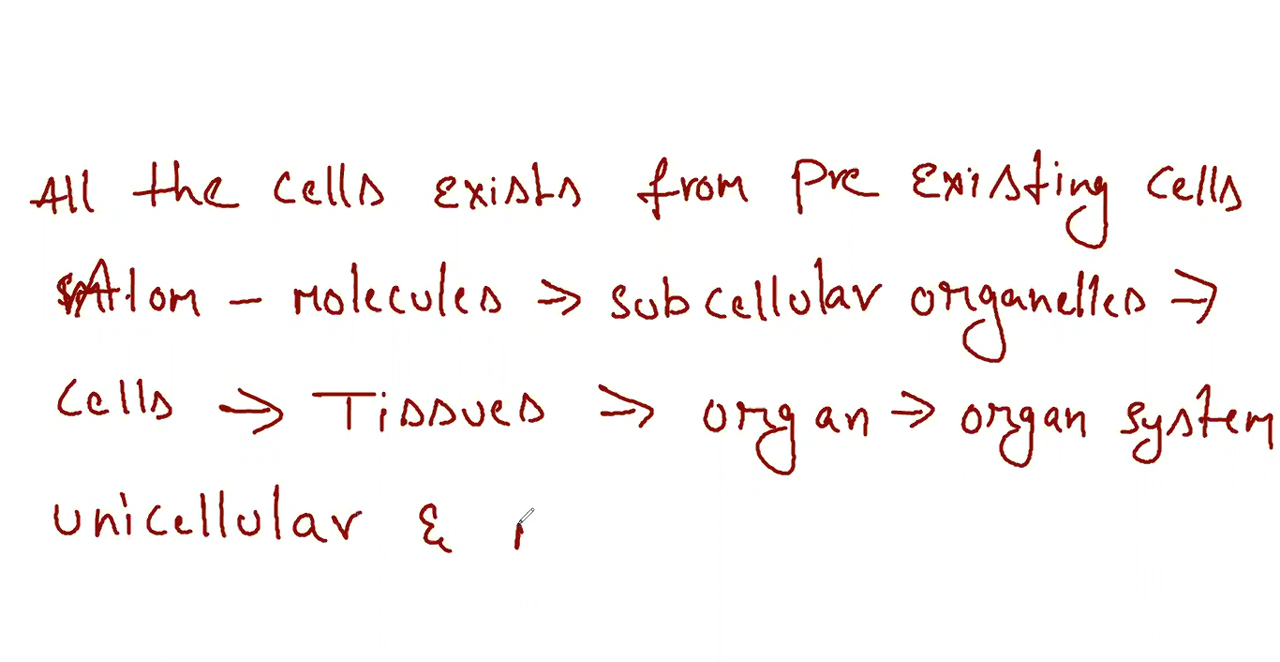 All the cells exists from Pre existing cells
Atom - molecules → subcellular organelles →
cells → Tissues → organ → organ system
unicellular &